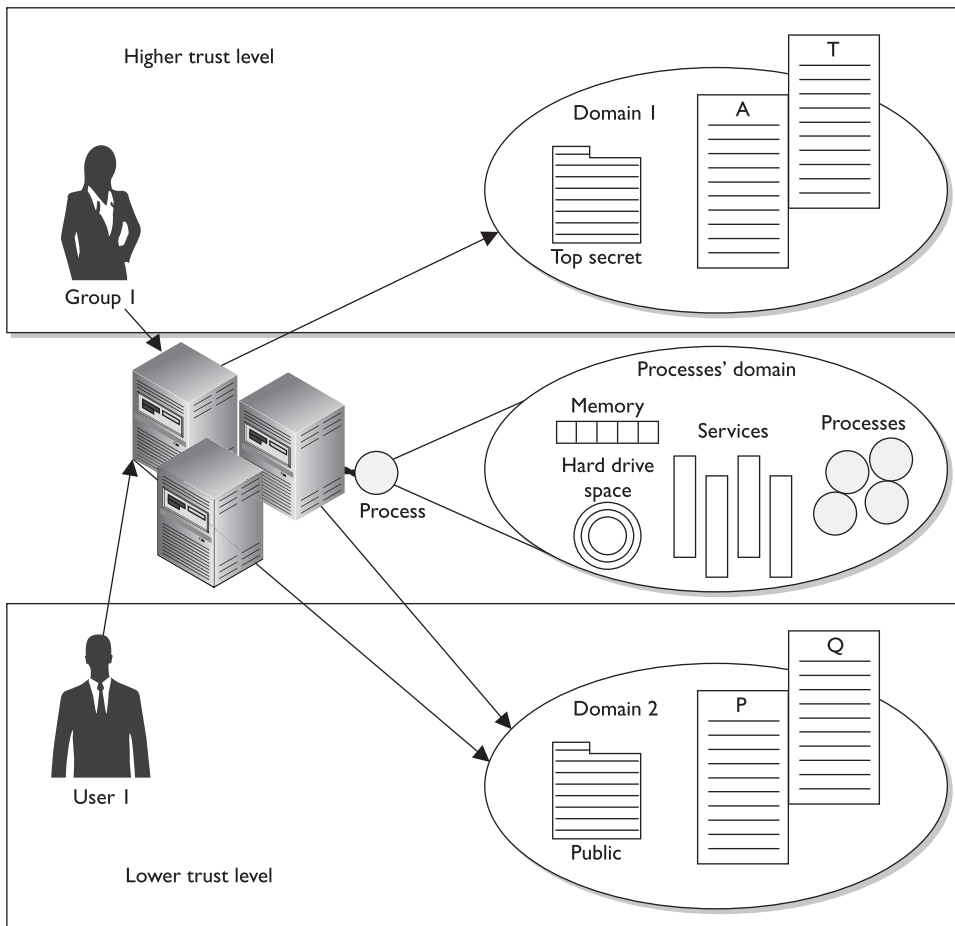 Higher trust level
T
Domain 1
A
Top secret
Group 1
Processes’ domain
Memory
Services
Processes
Hard drive
space
Process
Q
Domain 2
P
User 1
Public
Lower trust level